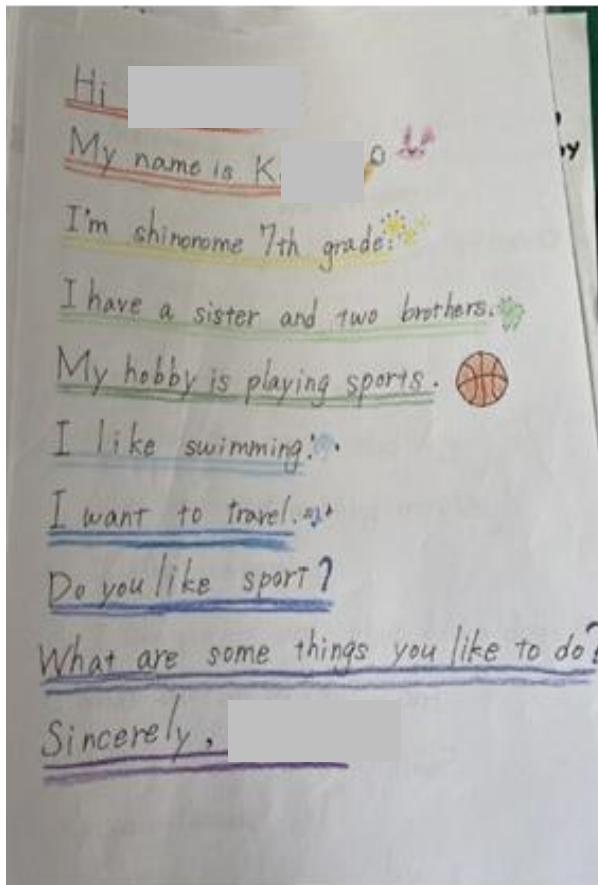 Hi
My name is K
I'm shinonome 7th grade.
I have a sister and two brothers.
My hobby is playing sports.
I like swimming.
I want to travel.
Do you like sport?
What are some things you like to do?
Sincerely,